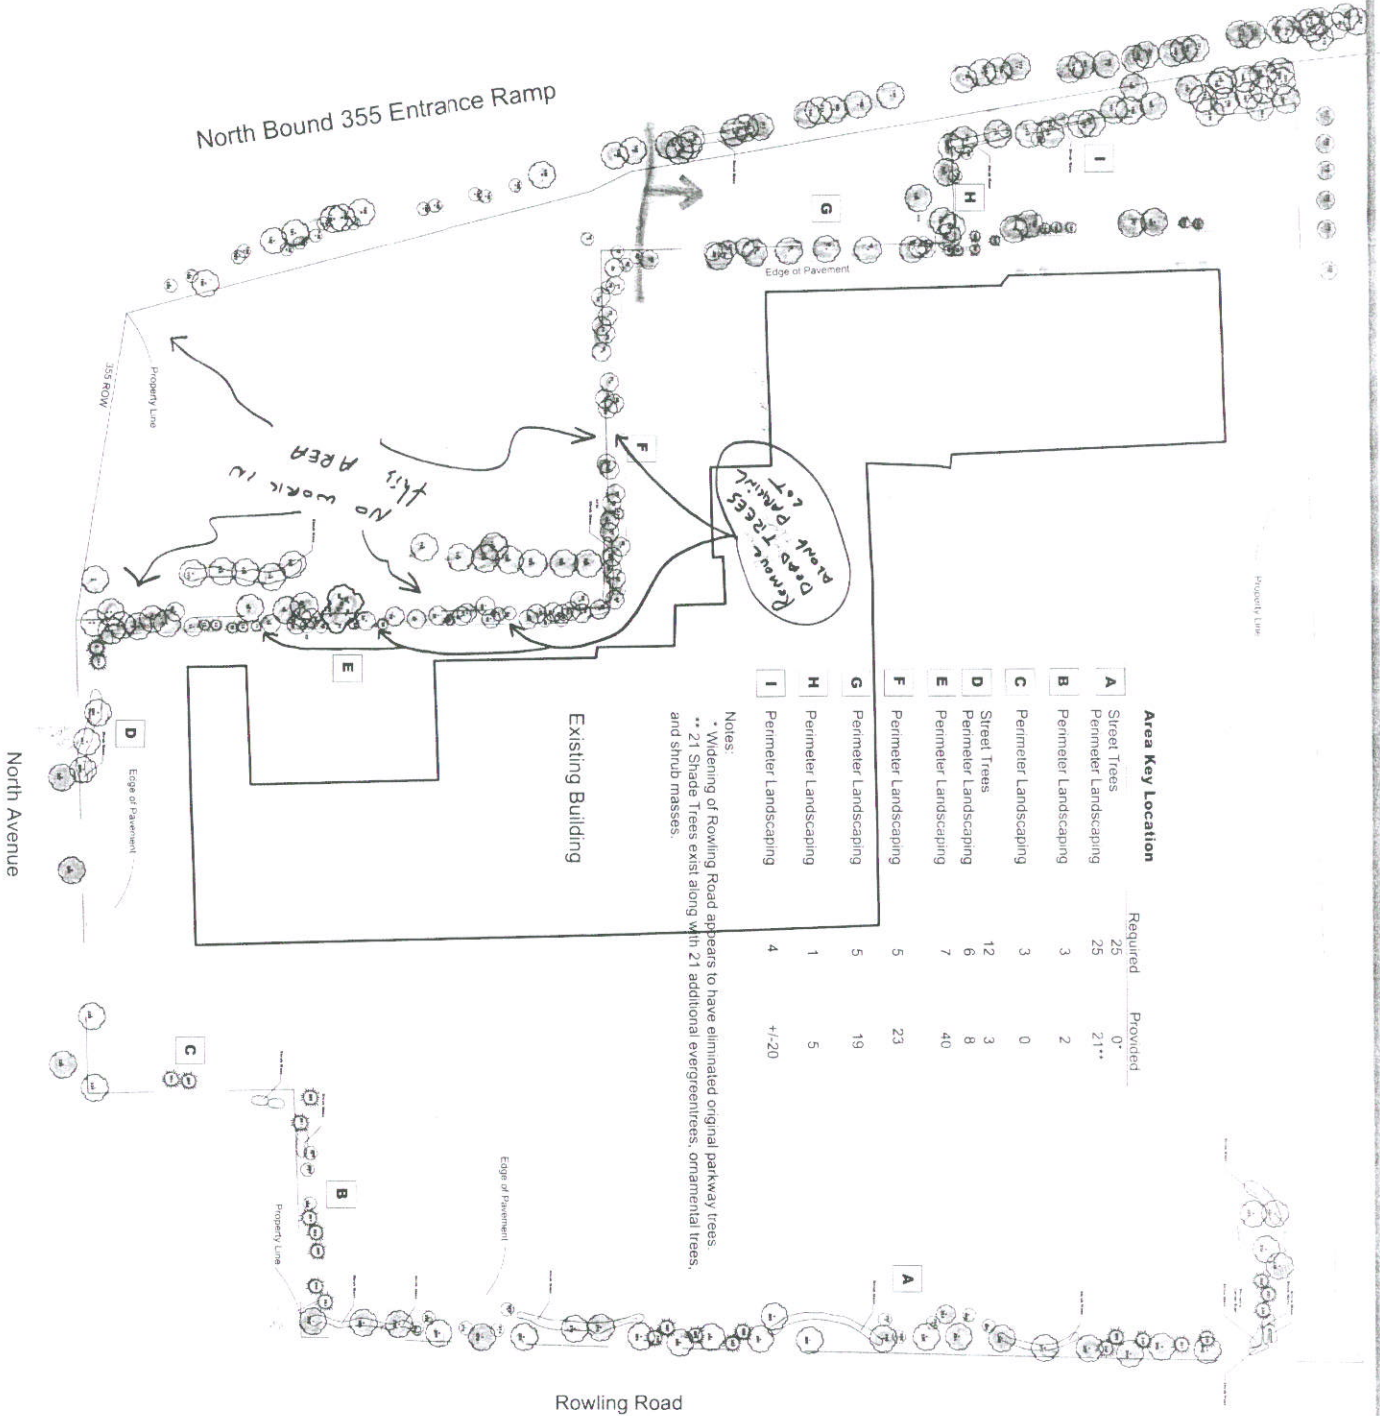 North Bound 355 Entrance Ramp
I
H
G
Edge of Pavement
355 ROW
Property Line
F
NO WORK IN
this
AREA
Remove
DEAD TREES
ALONG PARKING
LOT
Property Line
E
D
Edge of Pavement
North Avenue
Existing Building
Area Key Location
Required Provided
A Street Trees 25 0*
Perimeter Landscaping 25 21**
B Perimeter Landscaping 3 2
C Perimeter Landscaping 3 0
D Street Trees 12 3
Perimeter Landscaping 6 8
E Perimeter Landscaping 7 40
F Perimeter Landscaping 5 23
G Perimeter Landscaping 5 19
H Perimeter Landscaping 1 5
I Perimeter Landscaping 4 +/-20
Notes:
* Widening of Rowling Road appears to have eliminated original parkway trees.
** 21 Shade Trees exist along with 21 additional evergreentrees, ornamental trees,
and shrub masses.
C
B
Property Line
Edge of Pavement
A
Rowling Road